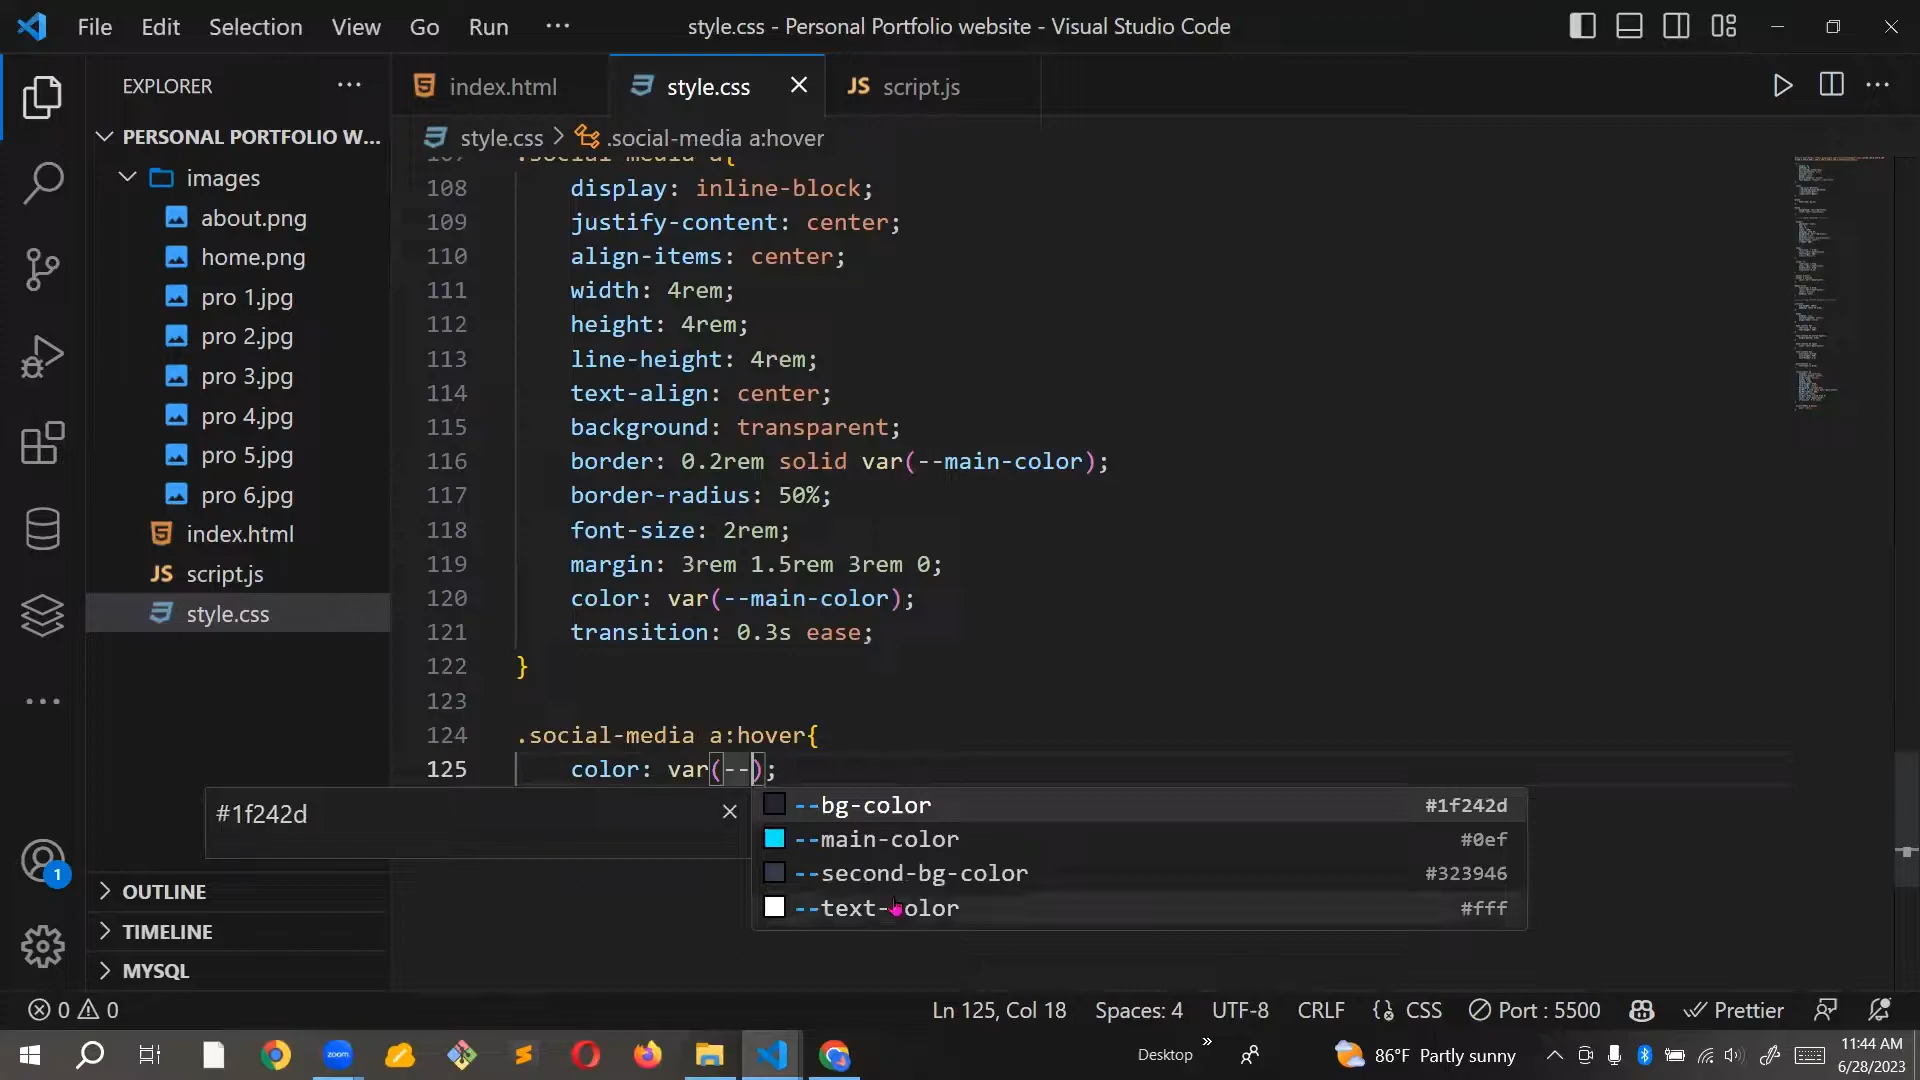 File Edit Selection View Go Run ··· style.css - Personal Portfolio website - Visual Studio Code
EXPLORER ···
index.html style.css JS script.js
PERSONAL PORTFOLIO W...
style.css > .social-media a:hover
images
about.png
home.png
pro 1.jpg
pro 2.jpg
pro 3.jpg
pro 4.jpg
pro 5.jpg
pro 6.jpg
index.html
JS script.js
style.css
OUTLINE
TIMELINE
MYSQL
107 .social-media a{
108 display: inline-block;
109 justify-content: center;
110 align-items: center;
111 width: 4rem;
112 height: 4rem;
113 line-height: 4rem;
114 text-align: center;
115 background: transparent;
116 border: 0.2rem solid var(--main-color);
117 border-radius: 50%;
118 font-size: 2rem;
119 margin: 3rem 1.5rem 3rem 0;
120 color: var(--main-color);
121 transition: 0.3s ease;
122 }
123
124 .social-media a:hover{
125 color: var(--);
#1f242d
--bg-color #1f242d
--main-color #0ef
--second-bg-color #323946
--text-color #fff
1
0 0 Ln 125, Col 18 Spaces: 4 UTF-8 CRLF CSS Port : 5500 Prettier
zoom Desktop » 86°F Partly sunny 11:44 AM
6/28/2023